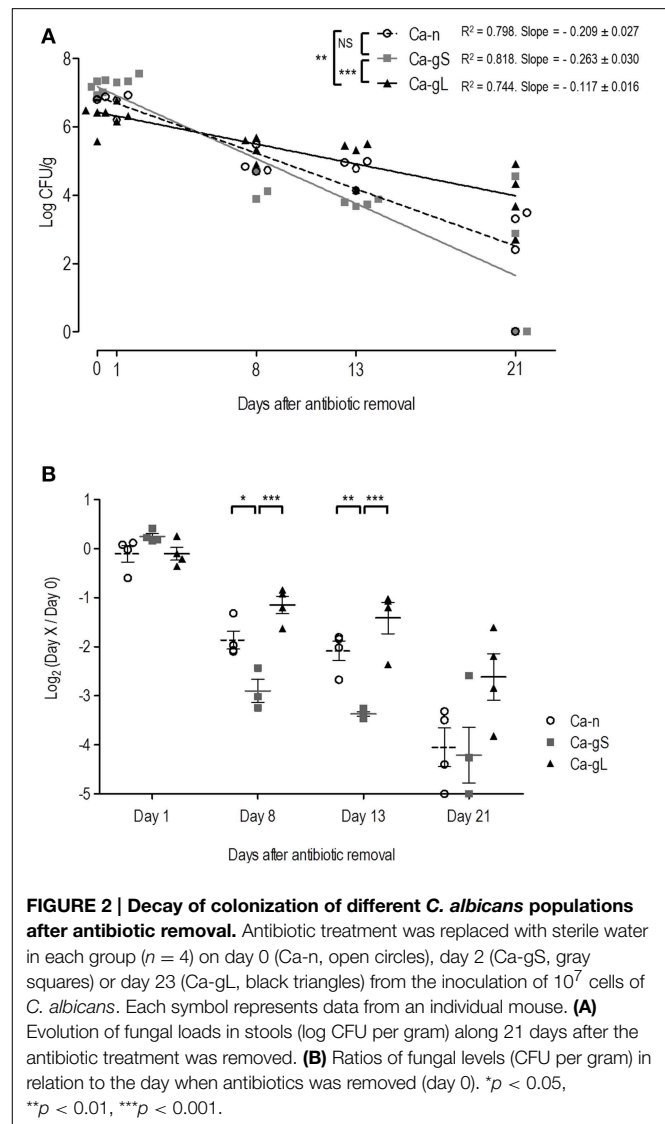 A
** NS *** Ca-n R² = 0.798. Slope = - 0.209 ± 0.027
Ca-gS R² = 0.818. Slope = - 0.263 ± 0.030
Ca-gL R² = 0.744. Slope = - 0.117 ± 0.016
Log CFU/g
8
6
4
2
0
0 1 8 13 21
Days after antibiotic removal
B
* *** ** ***
Log₂ (Day X / Day 0)
1
0
-1
-2
-3
-4
-5
Ca-n
Ca-gS
Ca-gL
Day 1 Day 8 Day 13 Day 21
Days after antibiotic removal
FIGURE 2 | Decay of colonization of different C. albicans populations
after antibiotic removal. Antibiotic treatment was replaced with sterile water
in each group (n = 4) on day 0 (Ca-n, open circles), day 2 (Ca-gS, gray
squares) or day 23 (Ca-gL, black triangles) from the inoculation of 10⁷ cells of
C. albicans. Each symbol represents data from an individual mouse. (A)
Evolution of fungal loads in stools (log CFU per gram) along 21 days after the
antibiotic treatment was removed. (B) Ratios of fungal levels (CFU per gram) in
relation to the day when antibiotics was removed (day 0). *p < 0.05,
**p < 0.01, ***p < 0.001.